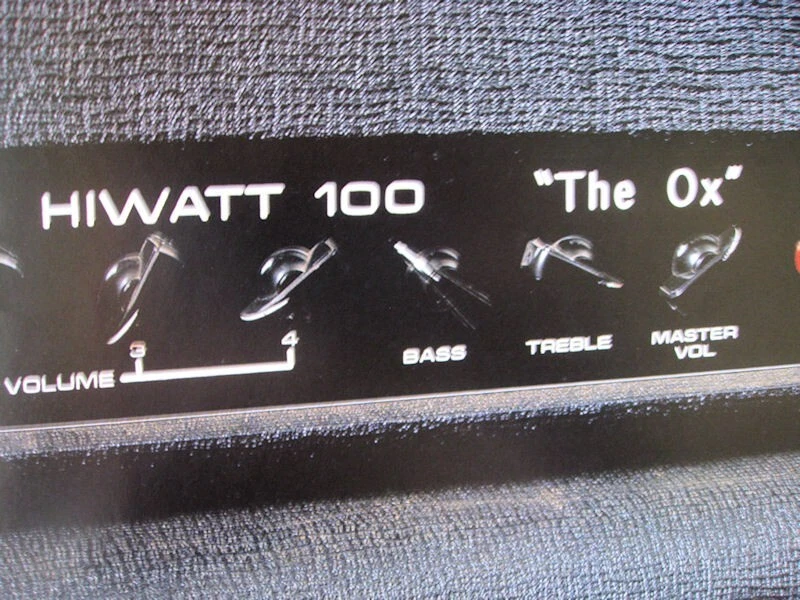 HIWATT 100 "The Ox"
3 4
VOLUME BASS TREBLE MASTER
VOL